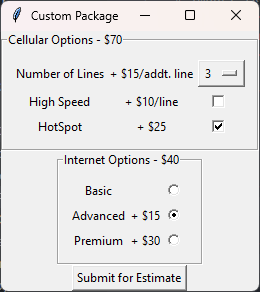 Custom Package
Cellular Options - $70
Number of Lines + $15/addt. line 3
High Speed + $10/line
HotSpot + $25
Internet Options - $40
Basic
Advanced + $15
Premium + $30
Submit for Estimate